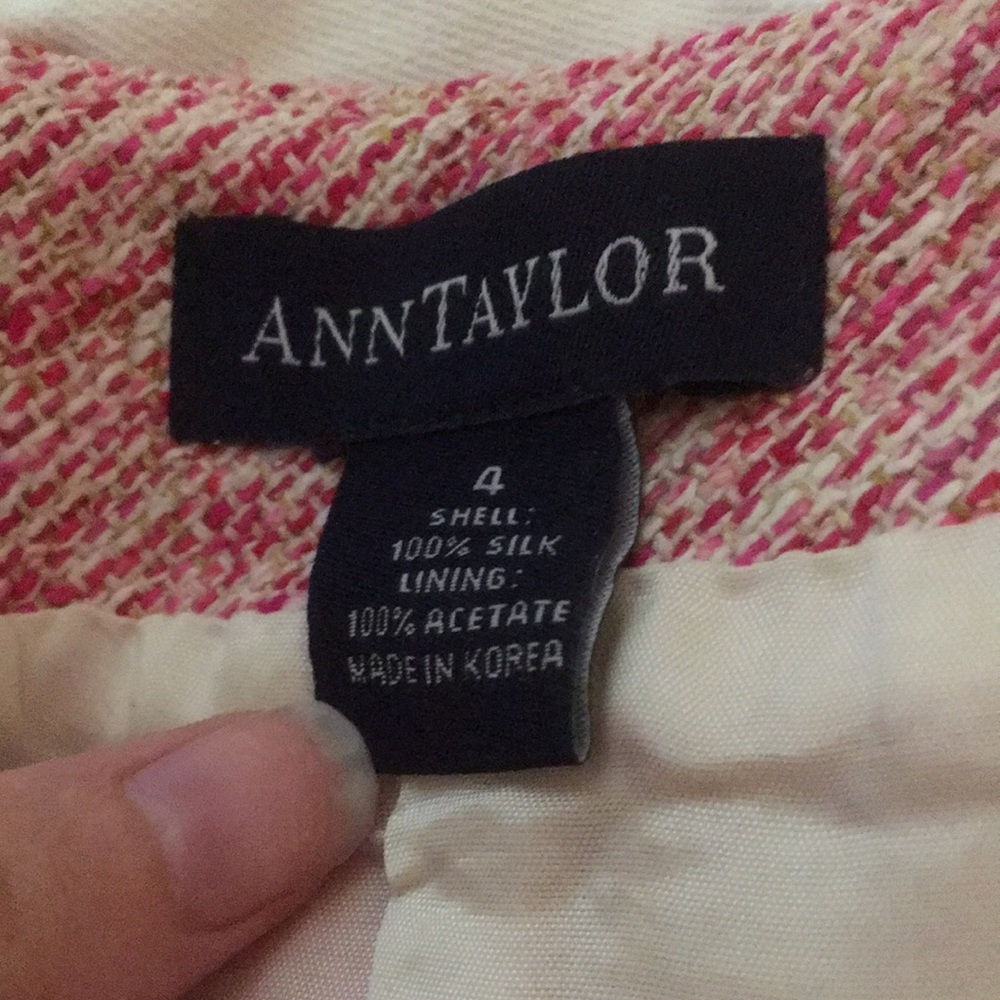 ANNTAYLOR
4
SHELL:
100% SILK
LINING:
100% ACETATE
MADE IN KOREA